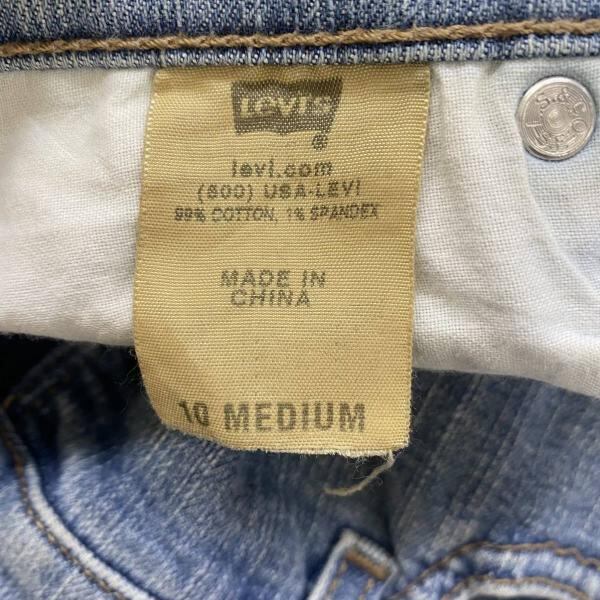 LEVI'S
®
levi.com
(800) USA-LEVI
99% COTTON, 1% SPANDEX
MADE IN
CHINA
10 MEDIUM